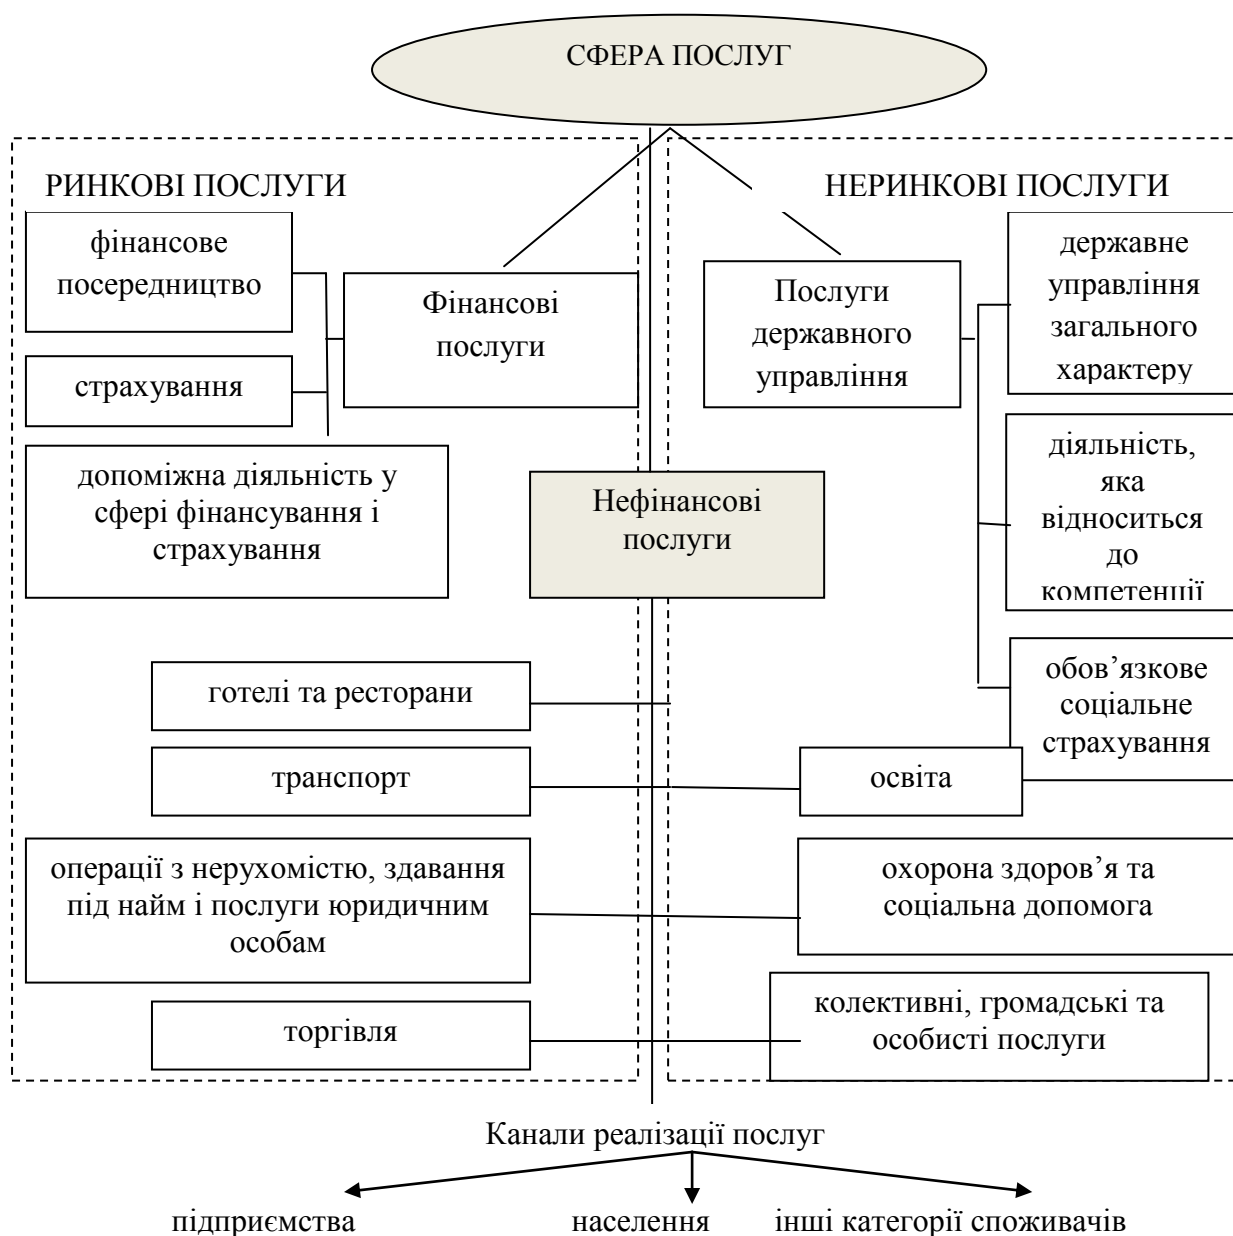 СФЕРА ПОСЛУГ
РИНКОВІ ПОСЛУГИ
НЕРИНКОВІ ПОСЛУГИ
фінансове
посередництво
страхування
допоміжна діяльність у
сфері фінансування і
страхування
Фінансові
послуги
Послуги
державного
управління
державне
управління
загального
характеру
діяльність,
яка
відноситься
до
компетенції
обов’язкове
соціальне
страхування
Нефінансові
послуги
готелі та ресторани
транспорт
освіта
операції з нерухомістю, здавання
під найм і послуги юридичним
особам
охорона здоров’я та
соціальна допомога
торгівля
колективні, громадські та
особисті послуги
Канали реалізації послуг
підприємства
населення
інші категорії споживачів